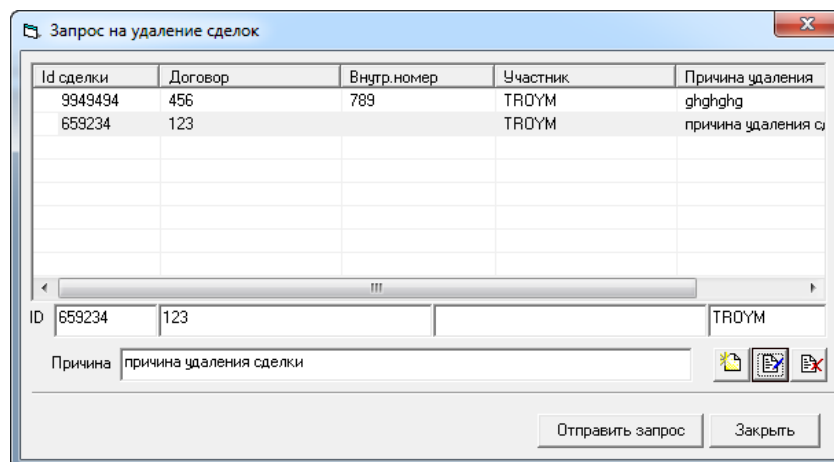 Запрос на удаление сделок
Id сделки Договор Внутр.номер Участник Причина удаления
9949494 456 789 TROYM ghghghg
659234 123 TROYM причина удаления
ID 659234 123 TROYM
Причина причина удаления сделки
Отправить запрос Закрыть